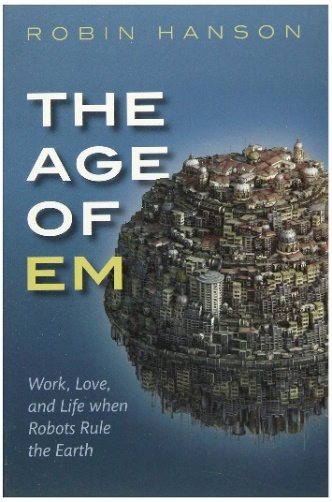 ROBIN HANSON
THE
AGE
OF
EM
Work, Love,
and Life when
Robots Rule
the Earth